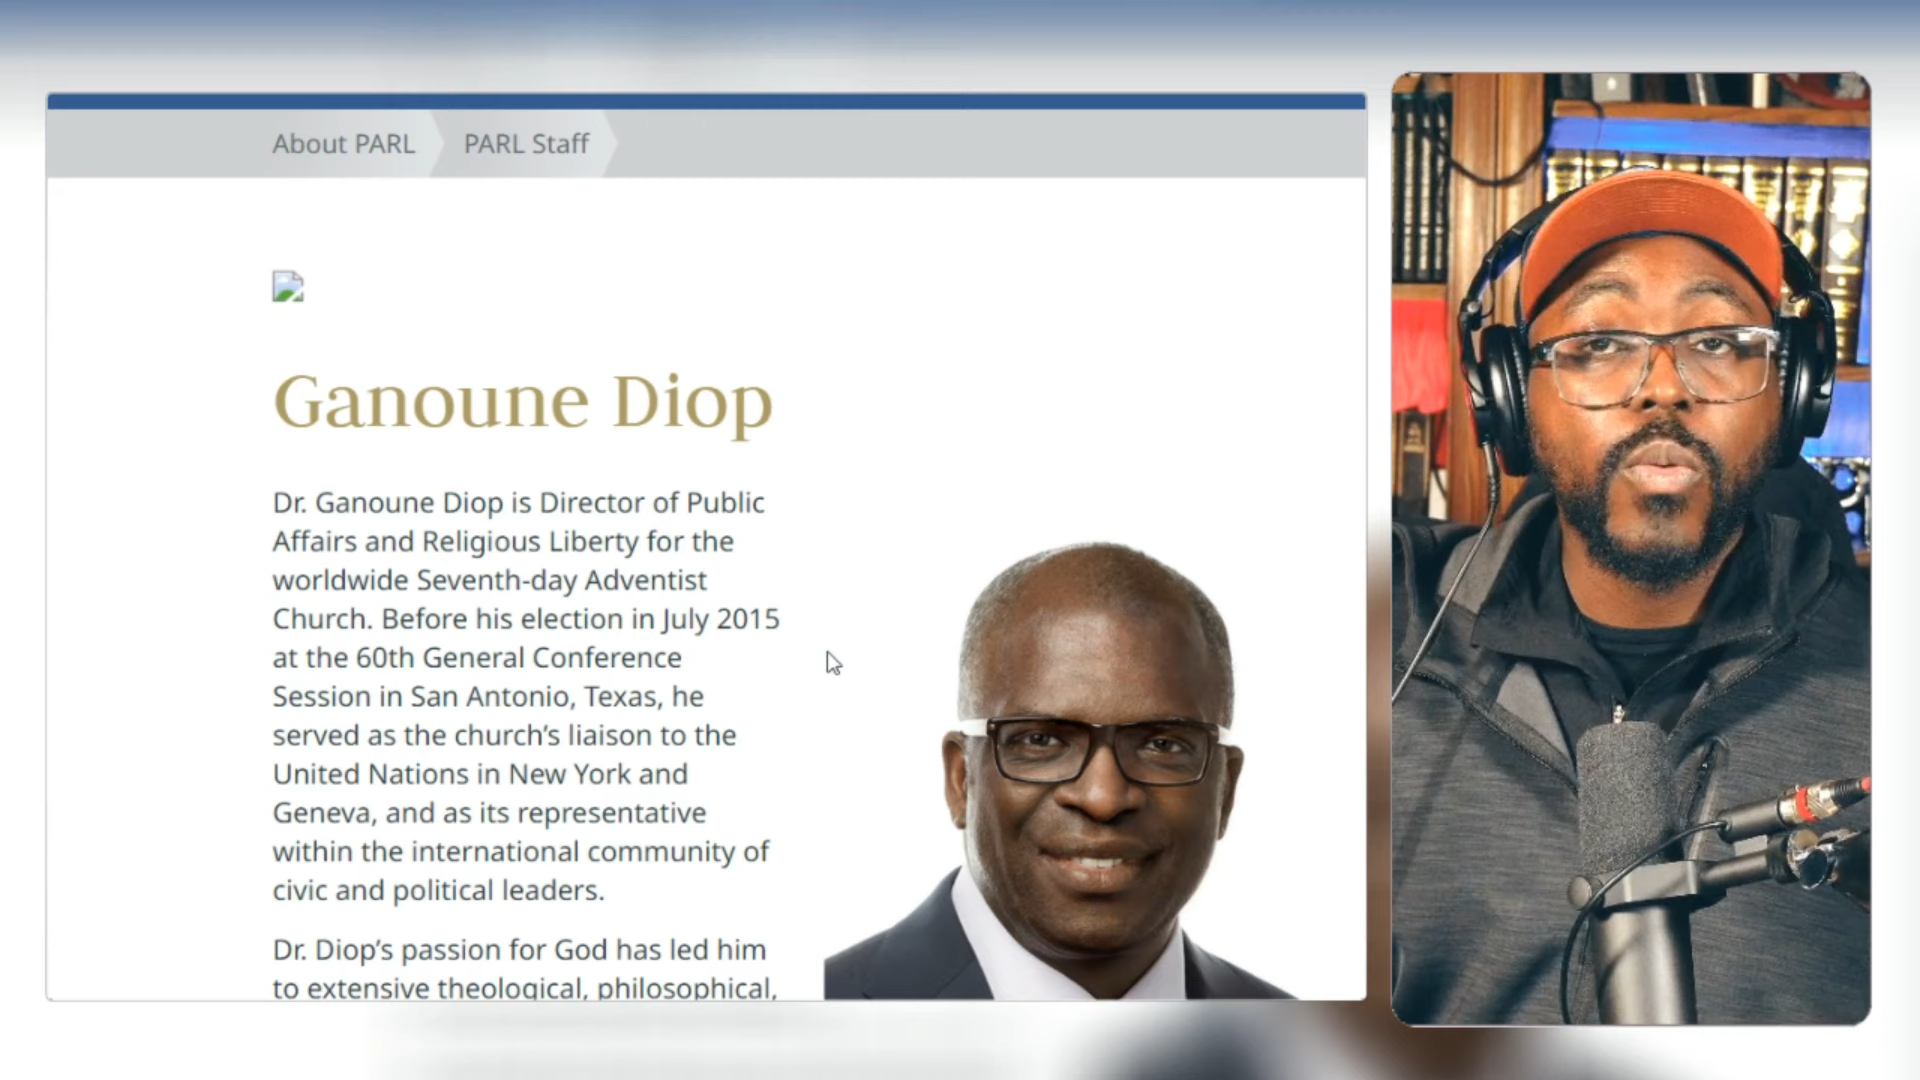 About PARL
PARL Staff
Ganoune Diop
Dr. Ganoune Diop is Director of Public
Affairs and Religious Liberty for the
worldwide Seventh-day Adventist
Church. Before his election in July 2015
at the 60th General Conference
Session in San Antonio, Texas, he
served as the church’s liaison to the
United Nations in New York and
Geneva, and as its representative
within the international community of
civic and political leaders.
Dr. Diop’s passion for God has led him
to extensive theological, philosophical,